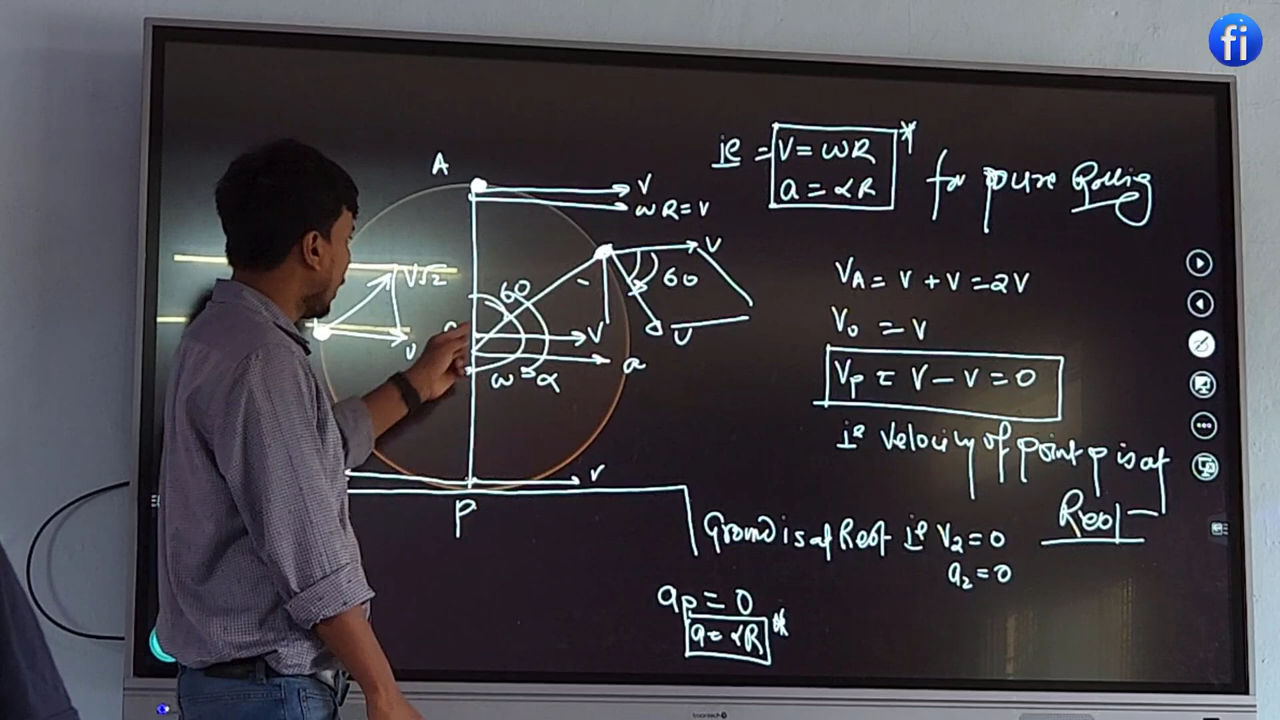 fi
ie = V = ωR *
a = αR
for pure Rolling
A
V
ωR = V
V
60
60
V√2
V
V
υ
a
ω α
V
P
VA = V + V = 2V
Vo = V
Vp = V - V = 0
ie velocity of point p is at
Rest
Ground is at Rest ie V2 = 0
a2 = 0
ap = 0
a = αR *